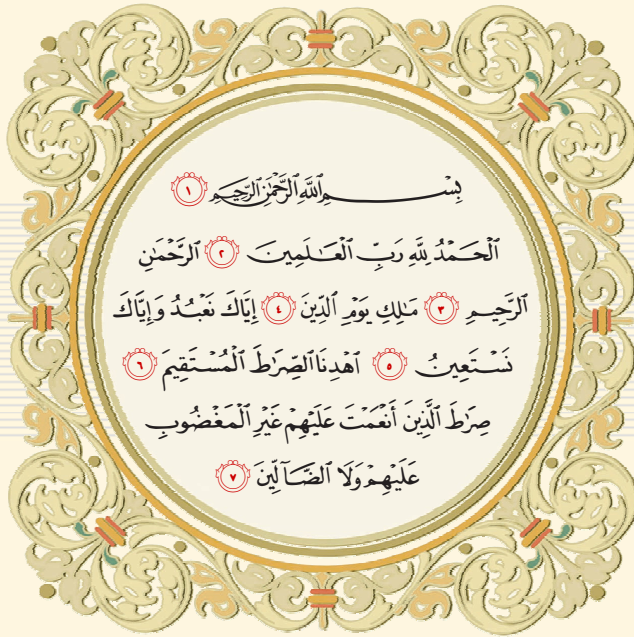 بِسْمِ ٱللَّهِ ٱلرَّحْمَٰنِ ٱلرَّحِيمِ ١
ٱلْحَمْدُ لِلَّهِ رَبِّ ٱلْعَٰلَمِينَ ٢ ٱلرَّحْمَٰنِ
ٱلرَّحِيمِ ٣ مَٰلِكِ يَوْمِ ٱلدِّينِ ٤ إِيَّاكَ نَعْبُدُ وَإِيَّاكَ
نَسْتَعِينُ ٥ ٱهْدِنَا ٱلصِّرَٰطَ ٱلْمُسْتَقِيمَ ٦
صِرَٰطَ ٱلَّذِينَ أَنْعَمْتَ عَلَيْهِمْ غَيْرِ ٱلْمَغْضُوبِ
عَلَيْهِمْ وَلَا ٱلضَّآلِّينَ ٧